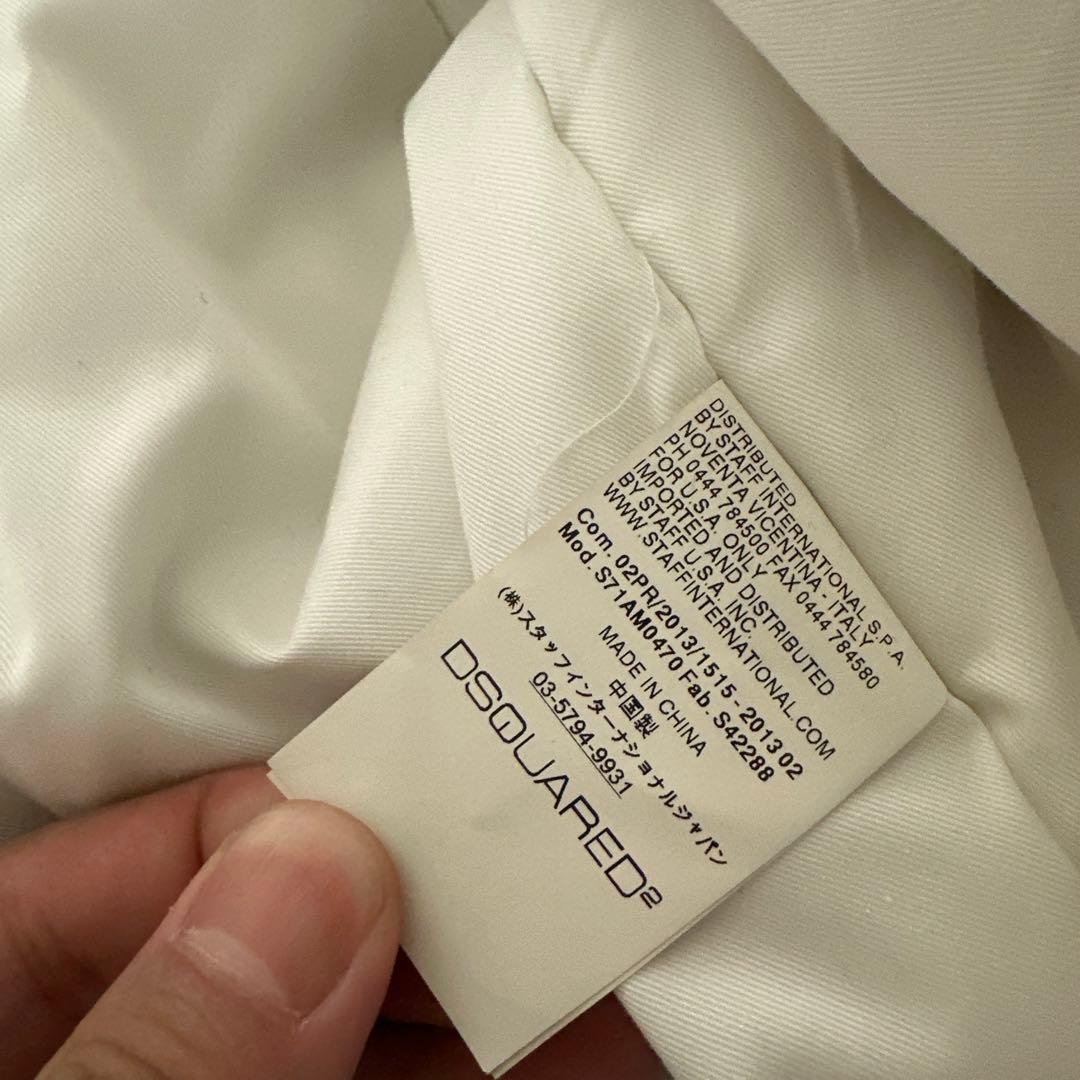 DISTRIBUTED
BY STAFF INTERNATIONAL S.P.A.
NOVENTA VICENTINA - ITALY
PH 0444 784500 FAX 0444 784580
FOR U.S.A. ONLY
IMPORTED AND DISTRIBUTED
BY STAFF U.S.A. INC.
WWW.STAFFINTERNATIONAL.COM
Com. 02PR/2013/1515 - 2013 02
Mod. S71AM0470 Fab. S42288
MADE IN CHINA
中国製
(株)スタッフインターナショナルジャパン
03-5794-9931
DSQUARED2